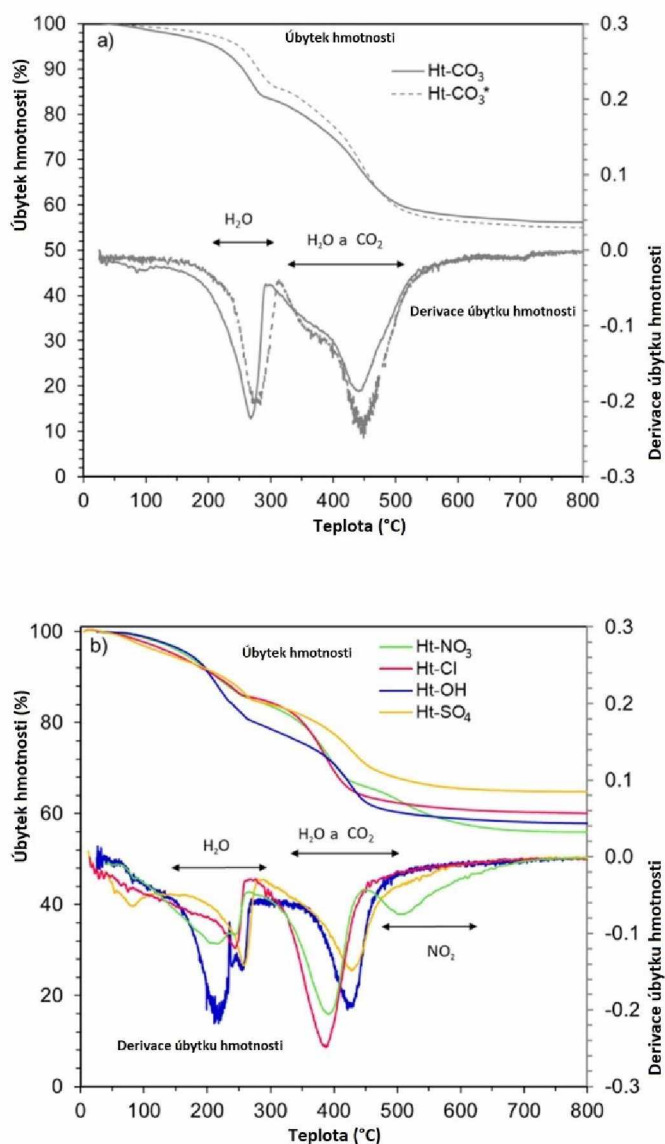 a)
Úbytek hmotnosti
Ht-CO₃
Ht-CO₃*
H₂O
H₂O a CO₂
Derivace úbytku hmotnosti
Úbytek hmotnosti (%)
100
90
80
70
60
50
40
30
20
10
0
0.3
0.2
0.1
0.0
-0.1
-0.2
-0.3
Derivace úbytku hmotnosti
0 100 200 300 400 500 600 700 800
Teplota (°C)
b)
Úbytek hmotnosti
Ht-NO₃
Ht-Cl
Ht-OH
Ht-SO₄
H₂O
H₂O a CO₂
NO₂
Derivace úbytku hmotnosti
Úbytek hmotnosti (%)
100
80
60
40
20
0
0.3
0.2
0.1
0.0
-0.1
-0.2
-0.3
Derivace úbytku hmotnosti
0 100 200 300 400 500 600 700 800
Teplota (°C)